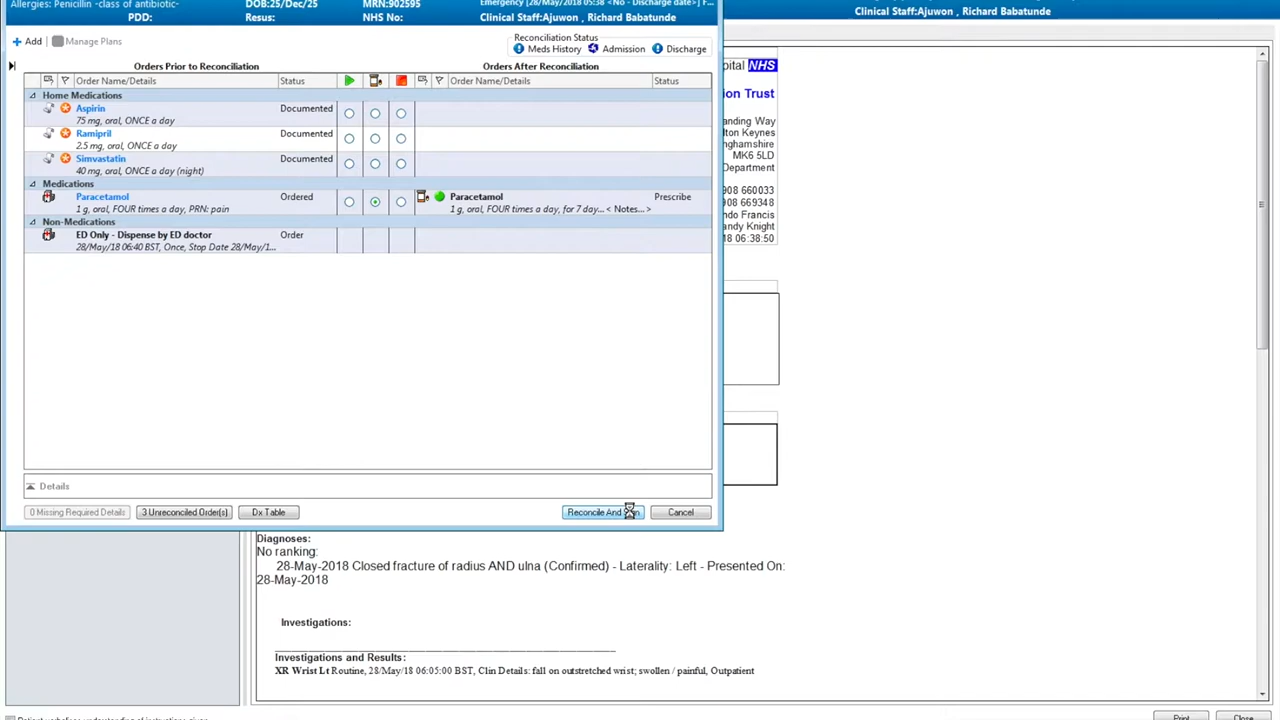 Allergies: Penicillin -class of antibiotic-
DOB:25/Dec/25
MRN:902595
Emergency [28/May/2018 05:38 <No - Discharge date>] F...
PDD:
Resus:
NHS No:
Clinical Staff:Ajuwon , Richard Babatunde
Clinical Staff:Ajuwon , Richard Babatunde
Add
Manage Plans
Reconciliation Status
Meds History
Admission
Discharge
Orders Prior to Reconciliation
Orders After Reconciliation
Order Name/Details
Status
Order Name/Details
Status
Home Medications
Aspirin
Documented
75 mg, oral, ONCE a day
Ramipril
Documented
2.5 mg, oral, ONCE a day
Simvastatin
Documented
40 mg, oral, ONCE a day (night)
Medications
Paracetamol
Ordered
Paracetamol
Prescribe
1 g, oral, FOUR times a day, PRN: pain
1 g, oral, FOUR times a day, for 7 day... < Notes... >
Non-Medications
ED Only - Dispense by ED doctor
Order
28/May/18 06:40 BST, Once, Stop Date 28/May/1...
Details
0 Missing Required Details
3 Unreconciled Order(s)
Dx Table
Reconcile And
Cancel
pital NHS
on Trust
anding Way
lton Keynes
nghamshire
MK6 5LD
Department
908 660033
908 669348
ndo Francis
andy Knight
18 06:38:50
Diagnoses:
No ranking:
28-May-2018 Closed fracture of radius AND ulna (Confirmed) - Laterality: Left - Presented On:
28-May-2018
Investigations:
Investigations and Results:
XR Wrist Lt Routine, 28/May/18 06:05:00 BST, Clin Details: fall on outstretched wrist; swollen / painful, Outpatient
Print
Close